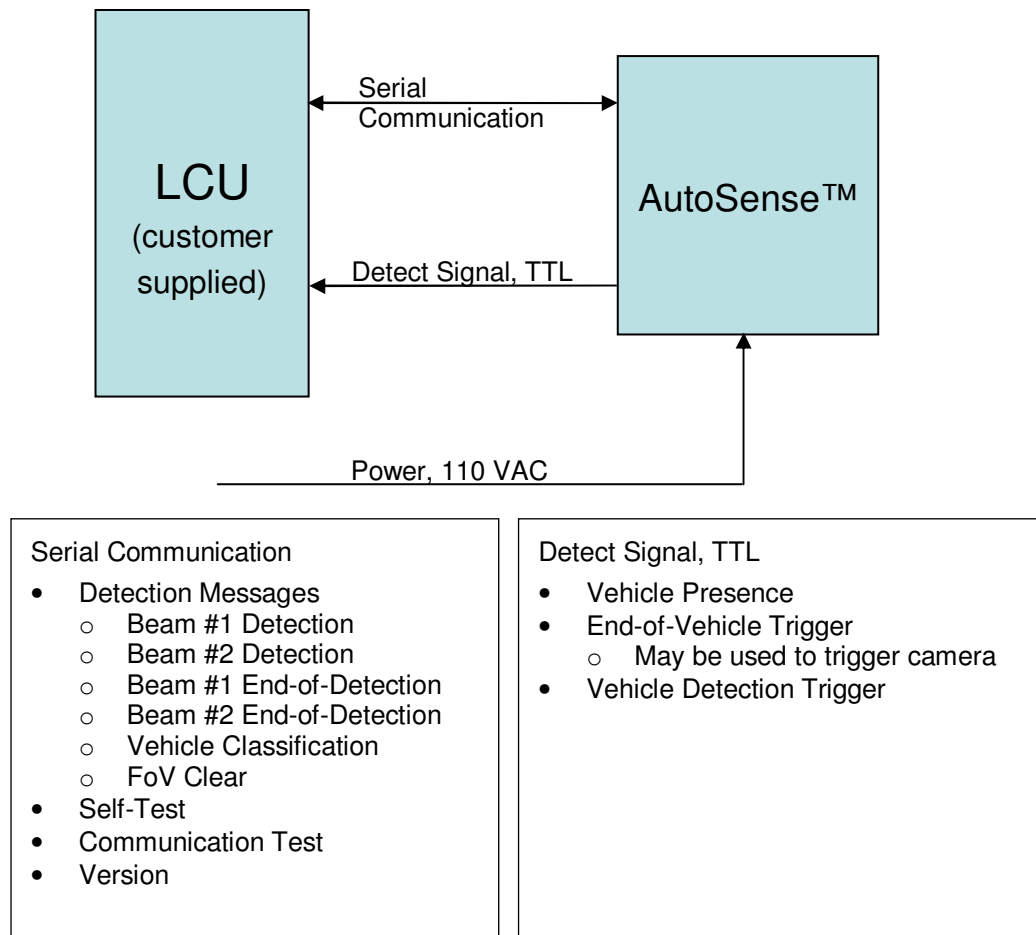 Serial
Communication
LCU
(customer
supplied)
AutoSense™
Detect Signal, TTL
Power, 110 VAC
Serial Communication
• Detection Messages
o Beam #1 Detection
o Beam #2 Detection
o Beam #1 End-of-Detection
o Beam #2 End-of-Detection
o Vehicle Classification
o FoV Clear
• Self-Test
• Communication Test
• Version
Detect Signal, TTL
• Vehicle Presence
• End-of-Vehicle Trigger
o May be used to trigger camera
• Vehicle Detection Trigger